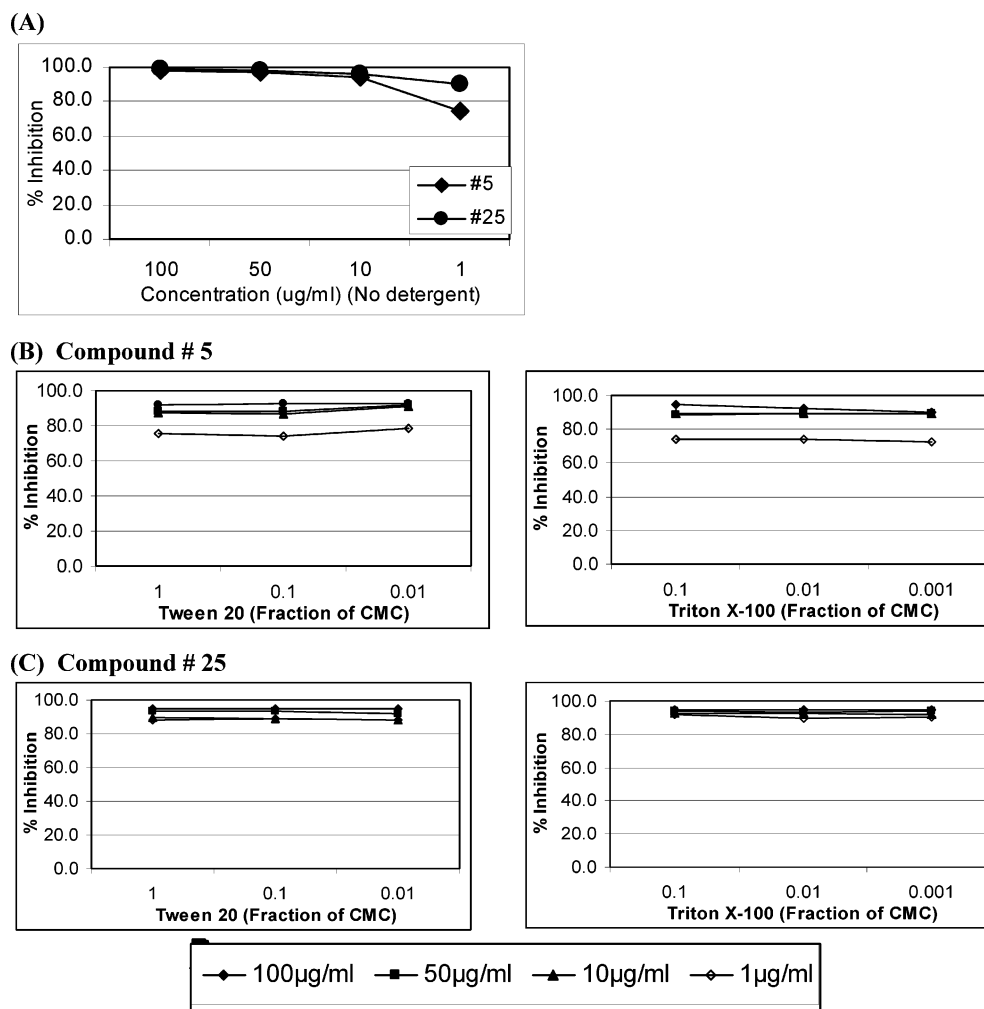 (A)
100.0
80.0
60.0
40.0
20.0
0.0
% Inhibition
#5
#25
100 50 10 1
Concentration (ug/ml) (No detergent)
(B) Compound # 5
100.0
80.0
60.0
40.0
20.0
0.0
% Inhibition
1 0.1 0.01
Tween 20 (Fraction of CMC)
100.0
80.0
60.0
40.0
20.0
0.0
% Inhibition
0.1 0.01 0.001
Triton X-100 (Fraction of CMC)
(C) Compound # 25
100.0
80.0
60.0
40.0
20.0
0.0
% Inhibition
1 0.1 0.01
Tween 20 (Fraction of CMC)
100.0
80.0
60.0
40.0
20.0
0.0
% Inhibition
0.1 0.01 0.001
Triton X-100 (Fraction of CMC)
100µg/ml 50µg/ml 10µg/ml 1µg/ml